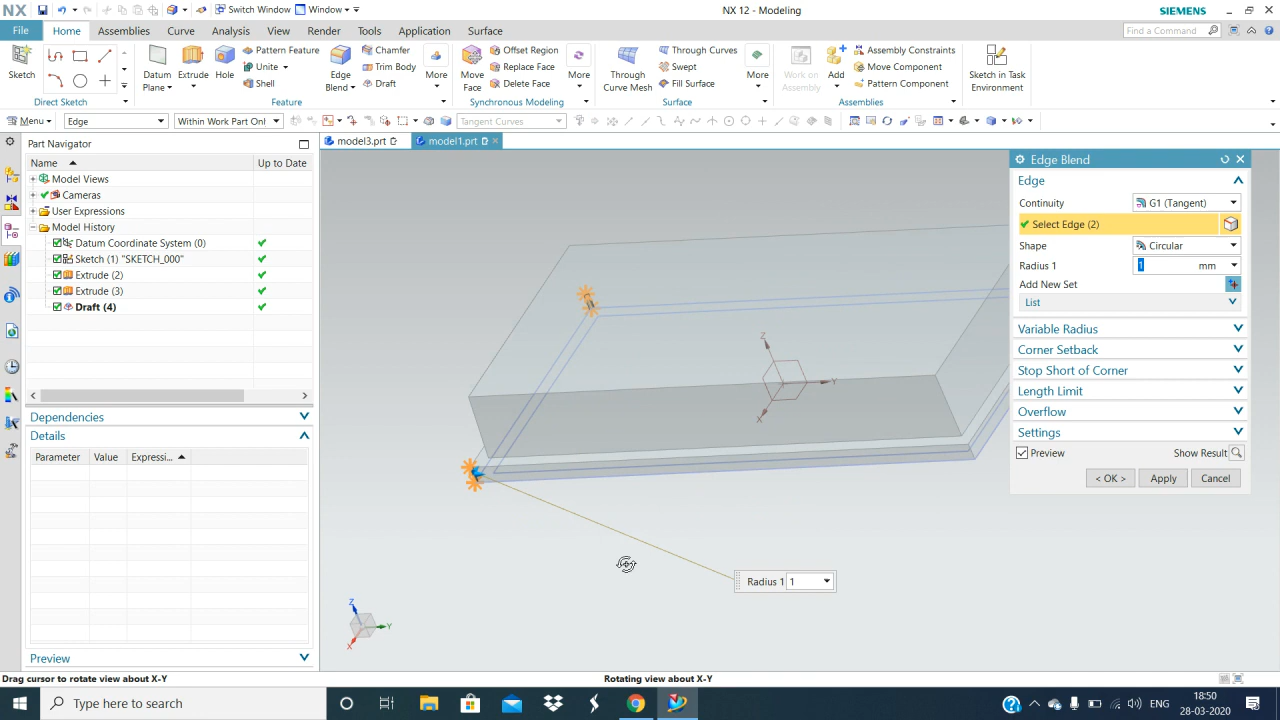 NX
Switch Window
Window
NX 12 - Modeling
SIEMENS
File
Home
Assemblies
Curve
Analysis
View
Render
Tools
Application
Surface
Find a Command
Sketch
Direct Sketch
Datum Plane
Extrude
Hole
Pattern Feature
Unite
Shell
Edge Blend
Chamfer
Trim Body
Draft
More
Feature
Move Face
Offset Region
Replace Face
Delete Face
More
Synchronous Modeling
Through Curve Mesh
Through Curves
Swept
Fill Surface
More
Surface
Work on Assembly
Add
Assembly Constraints
Move Component
Pattern Component
Assemblies
Sketch in Task Environment
Menu
Edge
Within Work Part Onl
Tangent Curves
Part Navigator
model3.prt
model1.prt
Name
Up to Date
Model Views
Cameras
User Expressions
Model History
Datum Coordinate System (0)
Sketch (1) "SKETCH_000"
Extrude (2)
Extrude (3)
Draft (4)
Dependencies
Details
Parameter
Value
Expressi...
Preview
Z
Y
X
Radius 1 1
Z
Y
X
Edge Blend
Edge
Continuity
G1 (Tangent)
Select Edge (2)
Shape
Circular
Radius 1
1
mm
Add New Set
List
Variable Radius
Corner Setback
Stop Short of Corner
Length Limit
Overflow
Settings
Preview
Show Result
< OK >
Apply
Cancel
Drag cursor to rotate view about X-Y
Rotating view about X-Y
Type here to search
ENG
18:50
28-03-2020